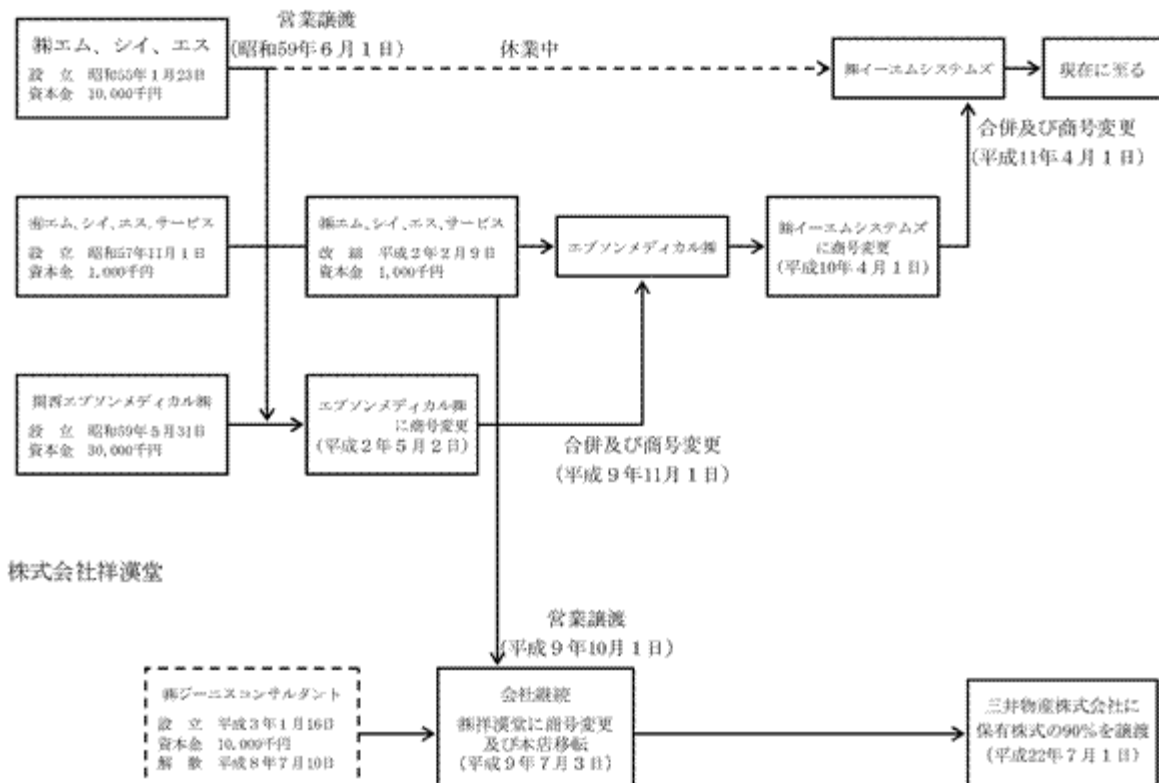 営業譲渡
(昭和59年6月1日)
休業中
㈱エム、シイ、エス
設 立 昭和55年1月23日
資本金 10,000千円
㈱イーエムシステムズ
現在に至る
合併及び商号変更
(平成11年4月1日)
㈲エム、シイ、エス、サービス
設 立 昭和57年11月1日
資本金 1,000千円
㈱エム、シイ、エス、サービス
改 組 平成2年2月9日
資本金 1,000千円
エプソンメディカル㈱
㈱イーエムシステムズ
に商号変更
(平成10年4月1日)
関西エプソンメディカル㈱
設 立 昭和59年5月31日
資本金 30,000千円
エプソンメディカル㈱
に商号変更
(平成2年5月2日)
合併及び商号変更
(平成9年11月1日)
株式会社祥漢堂
営業譲渡
(平成9年10月1日)
㈱ジーニスコンサルダント
設 立 平成3年1月16日
資本金 10,000千円
解 散 平成8年7月10日
会社継続
㈱祥漢堂に商号変更
及び本店移転
(平成9年7月3日)
三井物産株式会社に
保有株式の90%を譲渡
(平成22年7月1日)